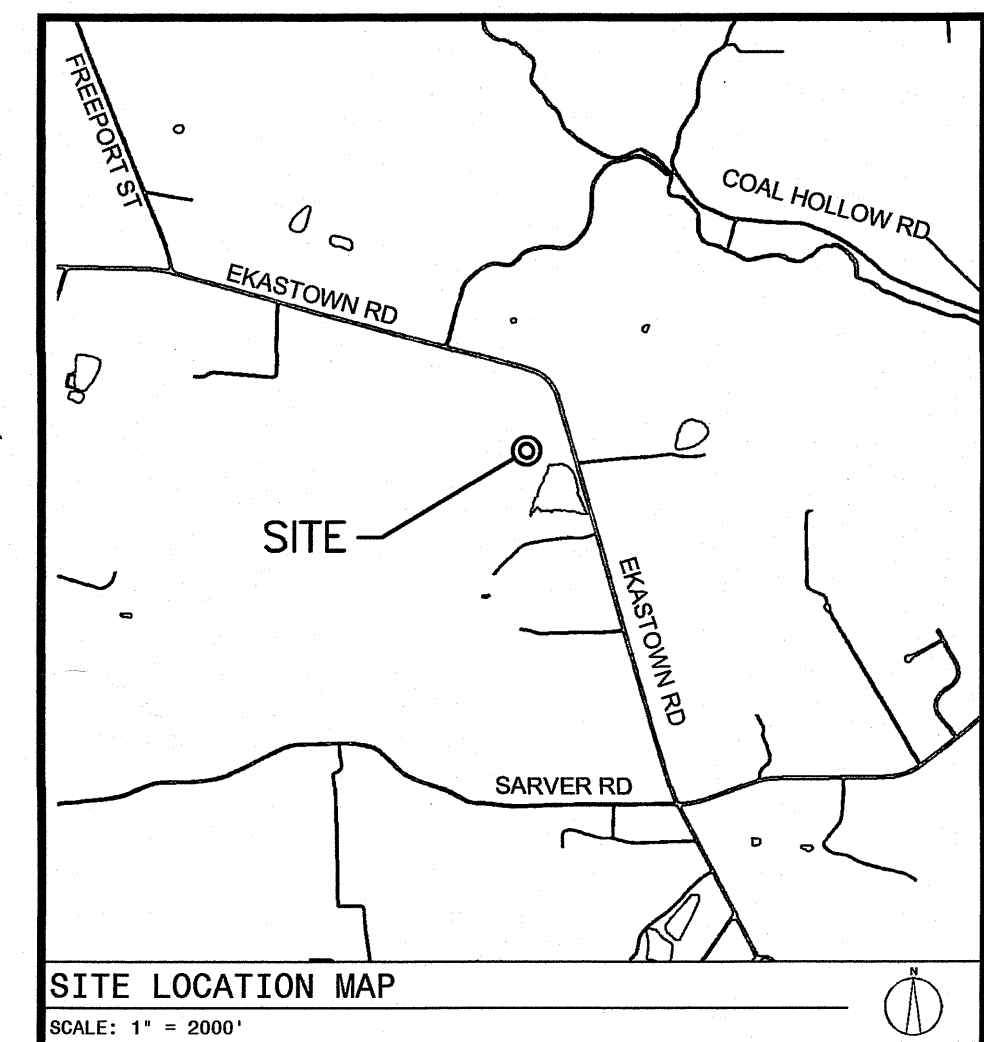 FREEPORT ST
COAL HOLLOW RD
EKASTOWN RD
SITE
EKASTOWN RD
SARVER RD
SITE LOCATION MAP
N
SCALE: 1" = 2000'